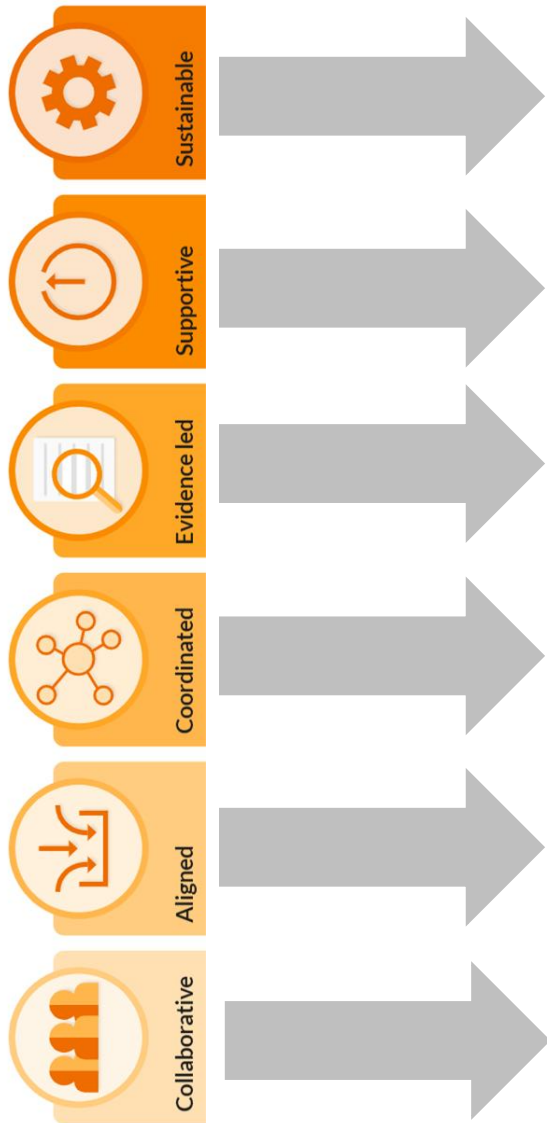 Collaborative
Aligned
Coordinated
Evidence led
Supportive
Sustainable